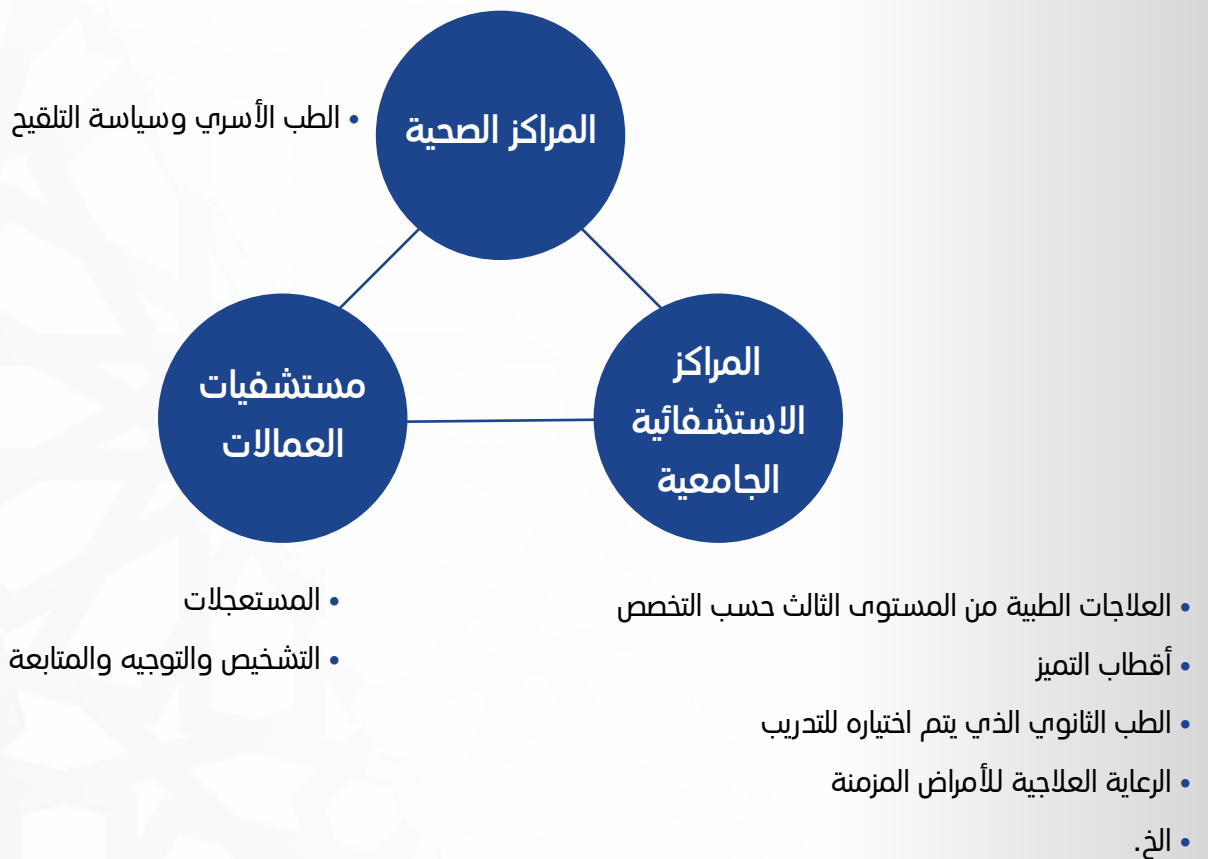 المراكز الصحية
• الطب الأسري وسياسة التلقيح
المراكز
الاستشفائية
الجامعية
• العلاجات الطبية من المستوى الثالث حسب التخصص
• أقطاب التميز
• الطب الثانوي الذي يتم اختياره للتدريب
• الرعاية العلاجية للأمراض المزمنة
• الخ.
مستشفيات
العمالات
• المستعجلات
• التشخيص والتوجيه والمتابعة